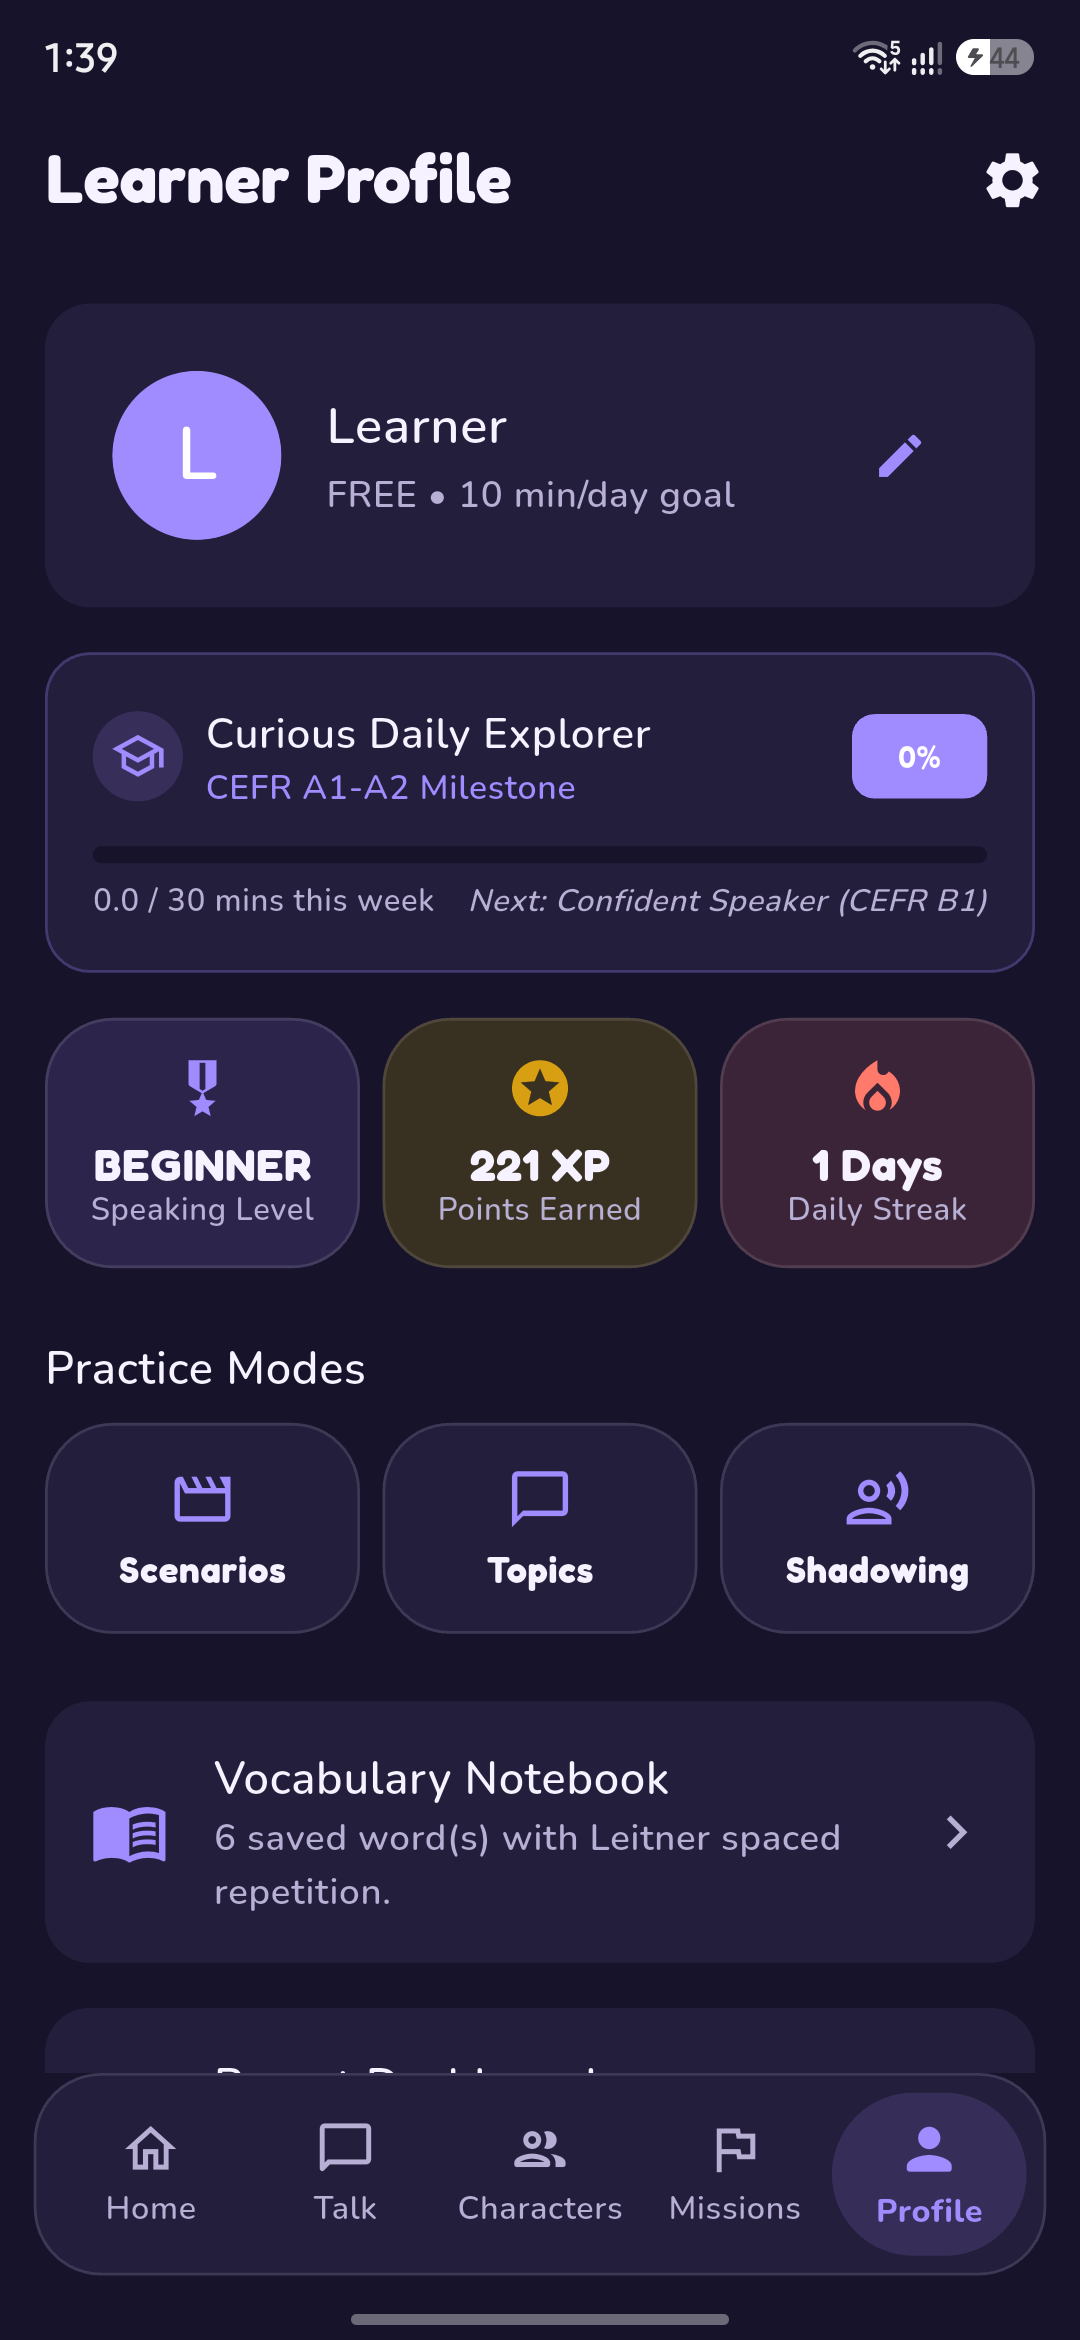 1:39
5
44
Learner Profile
L
Learner
FREE • 10 min/day goal
Curious Daily Explorer
CEFR A1-A2 Milestone
0%
0.0 / 30 mins this week
Next: Confident Speaker (CEFR B1)
BEGINNER
Speaking Level
221 XP
Points Earned
1 Days
Daily Streak
Practice Modes
Scenarios
Topics
Shadowing
Vocabulary Notebook
6 saved word(s) with Leitner spaced
repetition.
Home
Talk
Characters
Missions
Profile